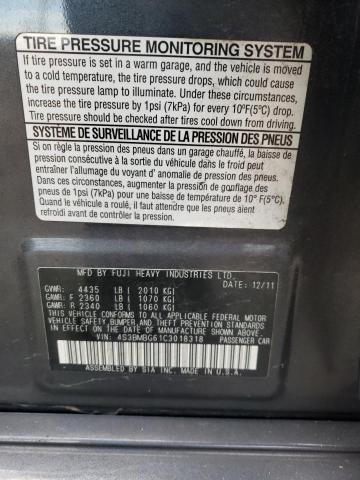 TIRE PRESSURE MONITORING SYSTEM
If tire pressure is set in a warm garage, and the vehicle is moved
to a cold temperature, the tire pressure drops, which could cause
the tire pressure lamp to illuminate. Under these circumstances,
increase the tire pressure by 1psi (7kPa) for every 10°F(5°C) drop.
Tire pressure should be checked after tires cool down from driving.
SYSTÈME DE SURVEILLANCE DE LA PRESSION DES PNEUS
Si on règle la pression des pneus dans un garage chauffé, la baisse de
pression consécutive à la sortie du véhicule dans le froid peut
entraîner l'allumage du voyant d' anomalie de pression des pneus.
Dans ces circonstances, augmenter la pression de gonflage des
pneus de 1psi (7kPa) pour une baisse de température de 10° F(5°C).
Quand le véhicule a roulé, les pneus doivent avoir
refroidi avant de contrôler la pression.
MFD BY FUJI HEAVY INDUSTRIES LTD.
GVWR: 4435 LB ( 2010 KG) DATE: 12/11
GAWR: F 2360 LB ( 1070 KG)
GAWR: R 2340 LB ( 1060 KG)
THIS VEHICLE CONFORMS TO ALL APPLICABLE FEDERAL MOTOR
VEHICLE SAFETY, BUMPER, AND THEFT PREVENTION STANDARDS
IN EFFECT ON THE DATE OF MANUFACTURE SHOWN ABOVE.
VIN: 4S3BMBG61C3018318 PASSENGER CAR
ASSEMBLED BY SIA INC. MADE IN U.S.A.